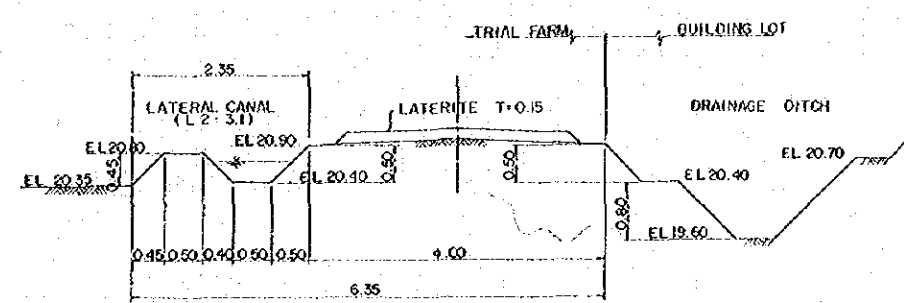 TRIAL FARM
BUILDING LOT
2.35
LATERAL CANAL
(L 2-3.1)
LATERITE T=0.15
DRAINAGE DITCH
EL 20.80
EL 20.90
EL 20.70
0.45
0.50
0.50
EL 20.35
EL 20.40
EL 20.40
0.80
EL 19.60
0.45 0.50 0.40 0.50 0.50
4.00
6.35